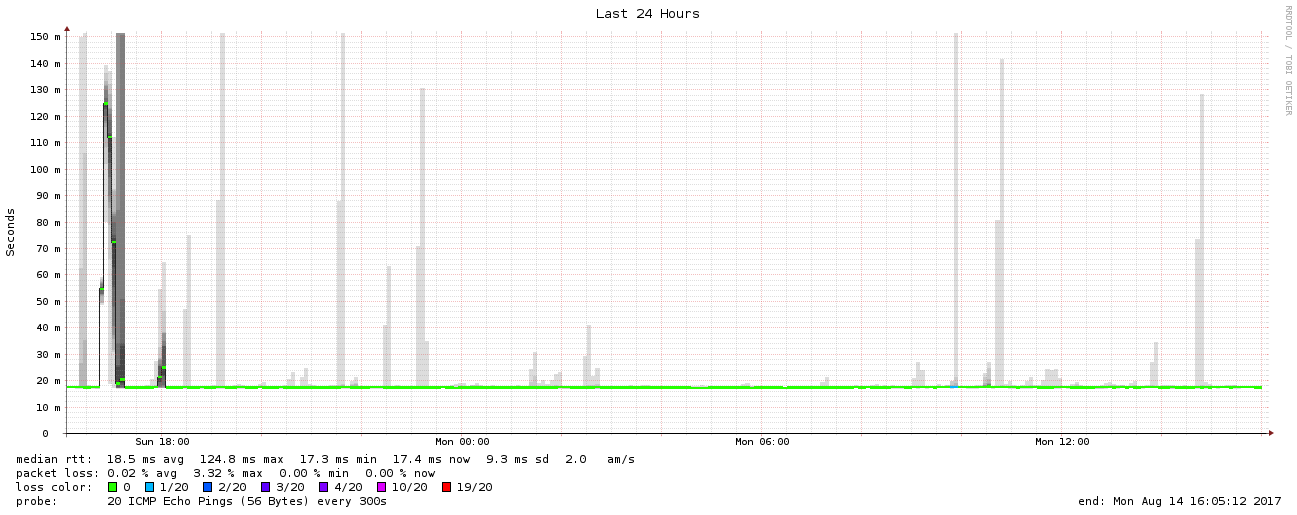 Last 24 Hours
RRDTOOL / TOBI OETIKER
Seconds
150 m
140 m
130 m
120 m
110 m
100 m
90 m
80 m
70 m
60 m
50 m
40 m
30 m
20 m
10 m
0
Sun 18:00 Mon 00:00 Mon 06:00 Mon 12:00
median rtt: 18.5 ms avg 124.8 ms max 17.3 ms min 17.4 ms now 9.3 ms sd 2.0 am/s
packet loss: 0.02 % avg 3.32 % max 0.00 % min 0.00 % now
loss color: 0 1/20 2/20 3/20 4/20 10/20 19/20
probe: 20 ICMP Echo Pings (56 Bytes) every 300s end: Mon Aug 14 16:05:12 2017